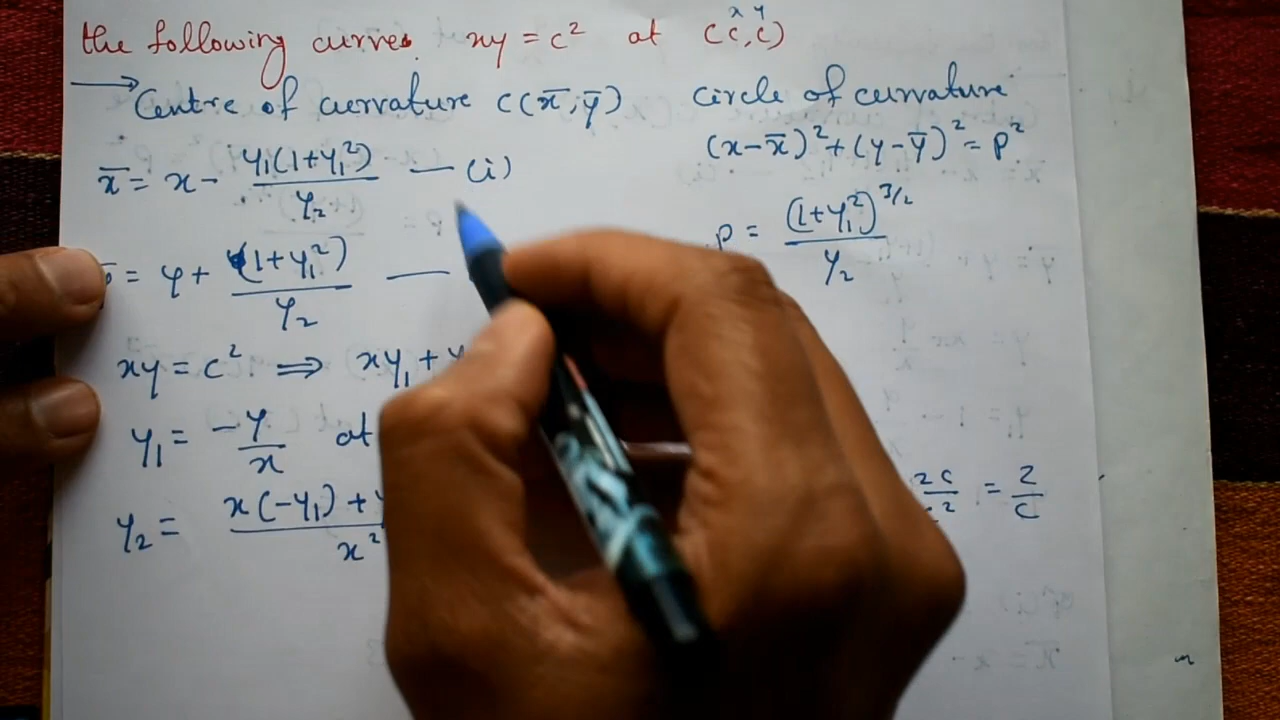 the following curves xy = c² at C(c, c)
x y
→ Centre of curvature C(x̄, ȳ) circle of curvature
(x-x̄)²+(y-ȳ)² = ρ²
x̄ = x - y₁(1+y₁²)/y₂ — (i)
ρ = (1+y₁²)^3/2 / y₂
= y + (1+y₁²)/y₂ —
xy = c² ⟹ xy₁ +
y₁ = -y/x at
y₂ = x(-y₁) + / x²
2c = 2/c